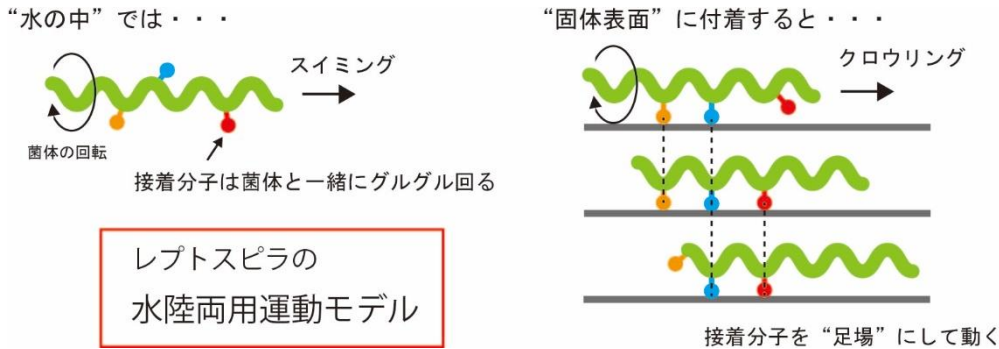 “水の中” では・・・
スイミング
菌体の回転
接着分子は菌体と一緒にグルグル回る
レプトスピラの
水陸両用運動モデル
“固体表面” に付着すると・・・
クロウリング
接着分子を “足場” にして動く